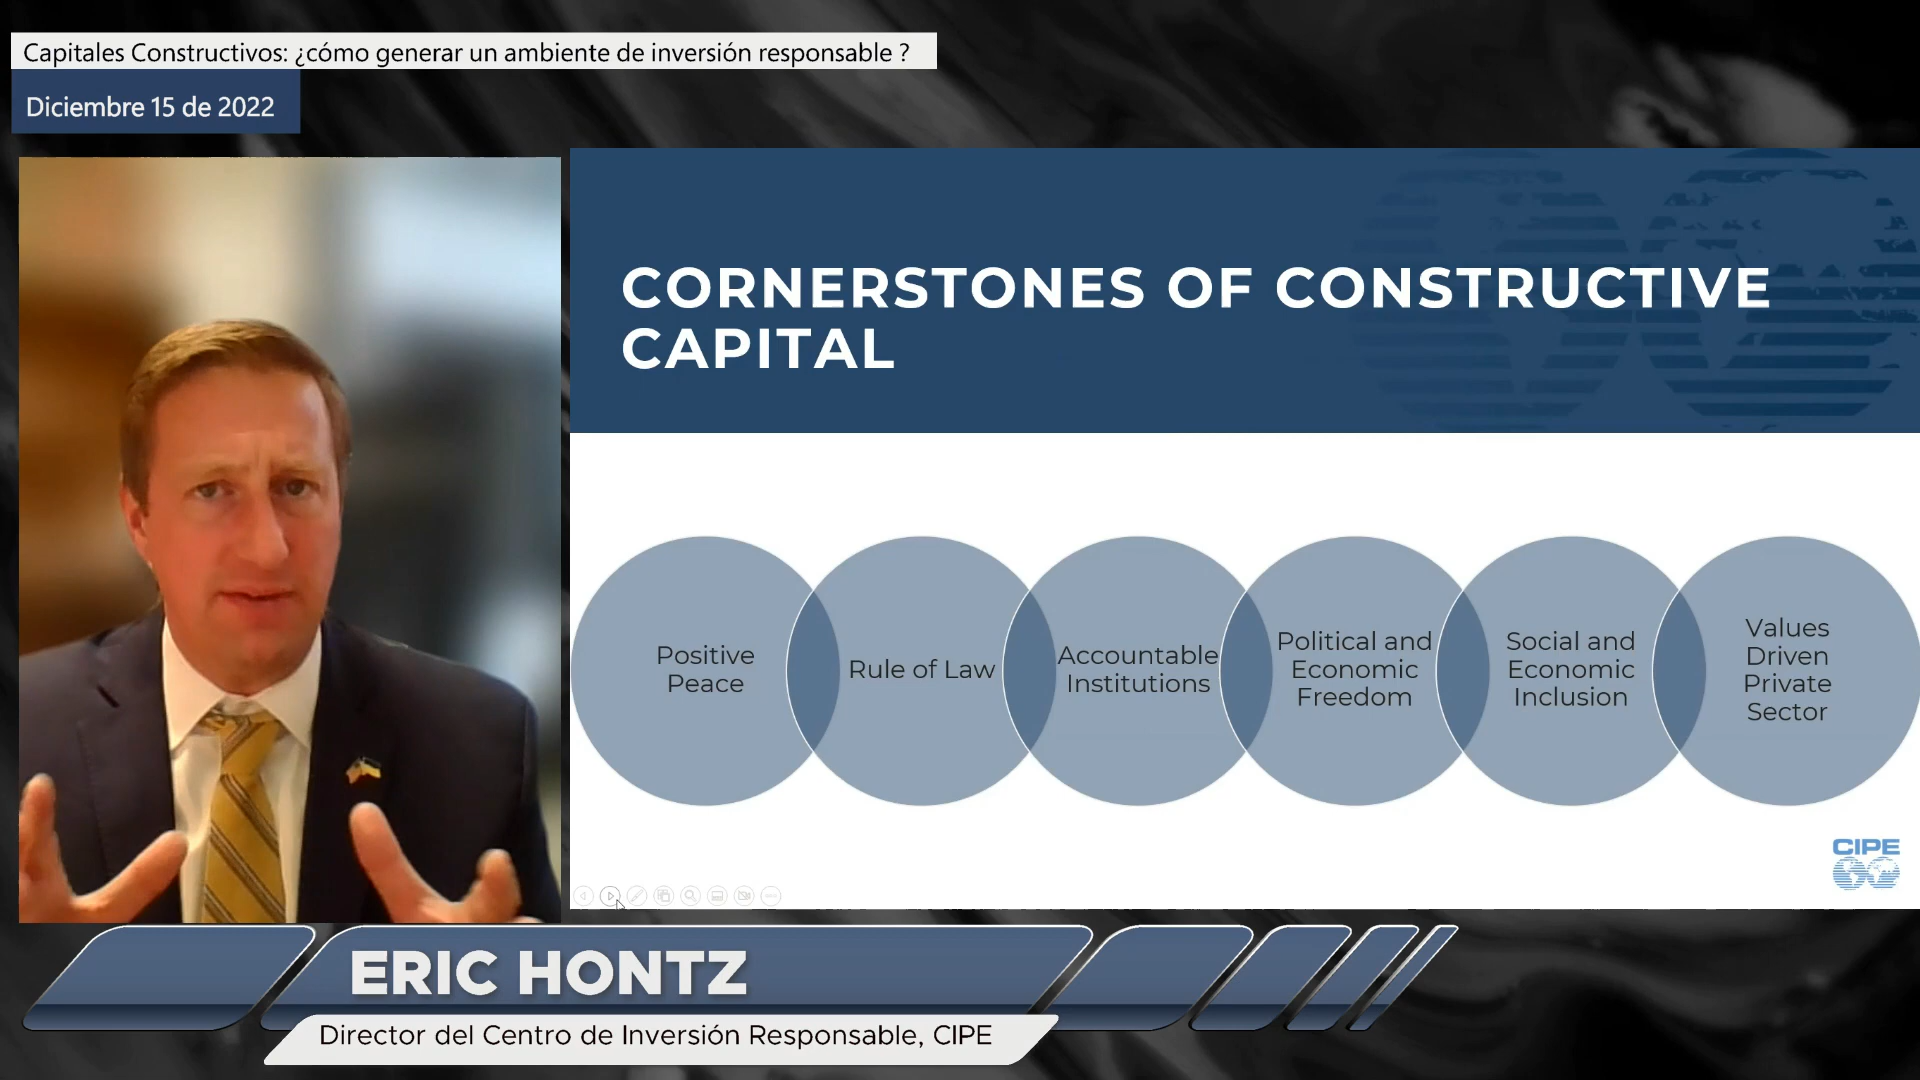 Capitales Constructivos: ¿cómo generar un ambiente de inversión responsable ?
Diciembre 15 de 2022
CORNERSTONES OF CONSTRUCTIVE
CAPITAL
Positive
Peace
Rule of Law
Accountable
Institutions
Political and
Economic
Freedom
Social and
Economic
Inclusion
Values
Driven
Private
Sector
CIPE
ERIC HONTZ
Director del Centro de Inversión Responsable, CIPE